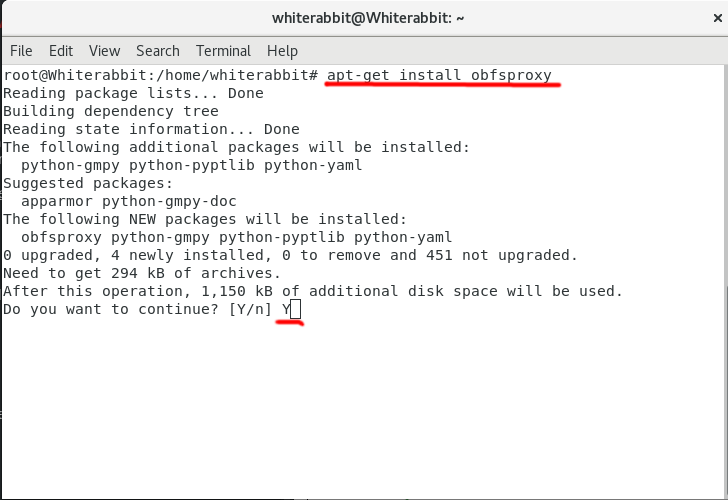 whiterabbit@Whiterabbit: ~
File Edit View Search Terminal Help
root@Whiterabbit:/home/whiterabbit# apt-get install obfsproxy
Reading package lists... Done
Building dependency tree
Reading state information... Done
The following additional packages will be installed:
  python-gmpy python-pyptlib python-yaml
Suggested packages:
  apparmor python-gmpy-doc
The following NEW packages will be installed:
  obfsproxy python-gmpy python-pyptlib python-yaml
0 upgraded, 4 newly installed, 0 to remove and 451 not upgraded.
Need to get 294 kB of archives.
After this operation, 1,150 kB of additional disk space will be used.
Do you want to continue? [Y/n] Y